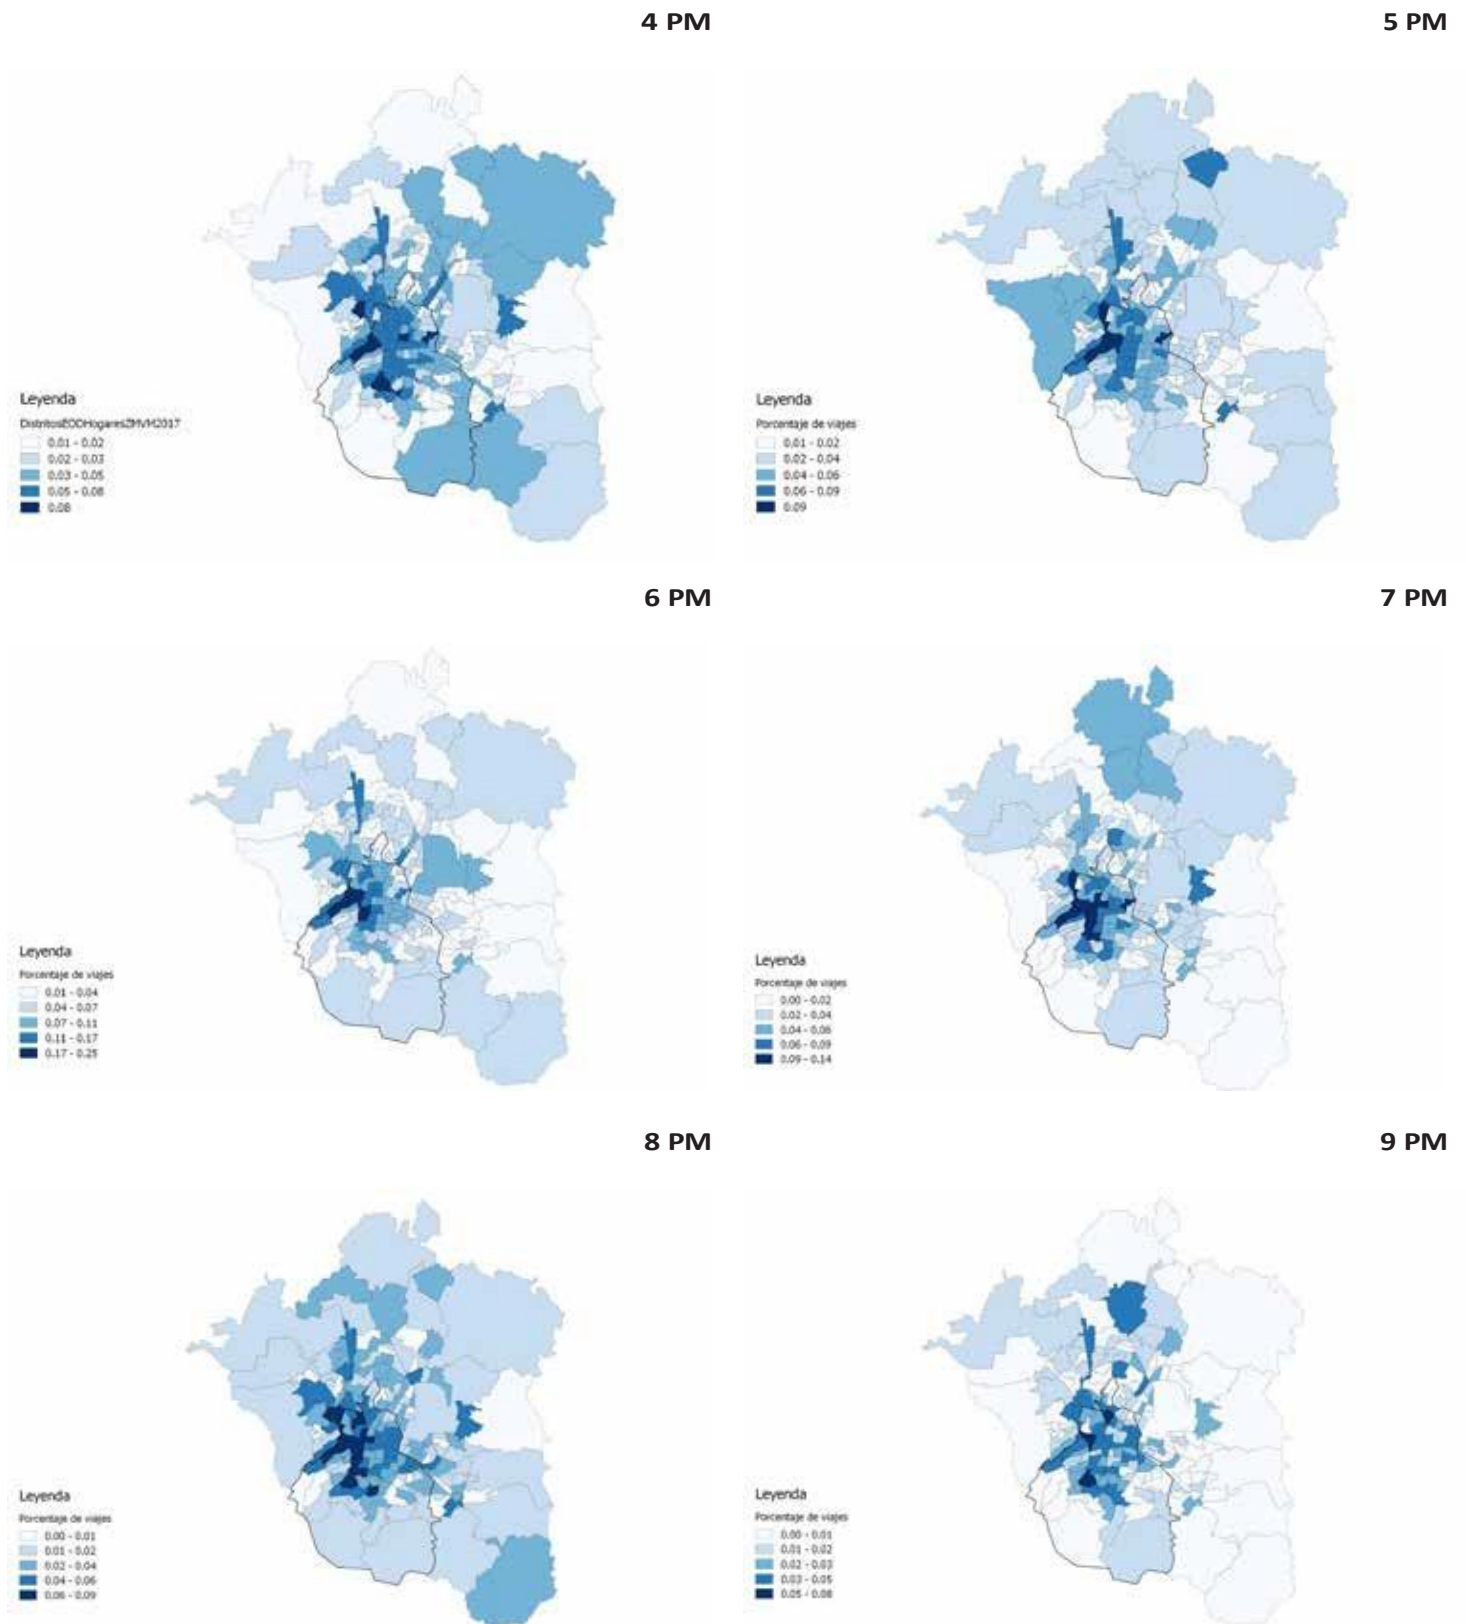 4 PM
Leyenda
DistritosEODHogaresZMVM2017
0.01 - 0.02
0.02 - 0.03
0.03 - 0.05
0.05 - 0.08
0.08
5 PM
Leyenda
Porcentaje de viajes
0.01 - 0.02
0.02 - 0.04
0.04 - 0.06
0.06 - 0.09
0.09
6 PM
Leyenda
Porcentaje de viajes
0.01 - 0.04
0.04 - 0.07
0.07 - 0.11
0.11 - 0.17
0.17 - 0.25
7 PM
Leyenda
Porcentaje de viajes
0.00 - 0.02
0.02 - 0.04
0.04 - 0.06
0.06 - 0.09
0.09 - 0.14
8 PM
Leyenda
Porcentaje de viajes
0.00 - 0.01
0.01 - 0.02
0.02 - 0.04
0.04 - 0.06
0.06 - 0.09
9 PM
Leyenda
Porcentaje de viajes
0.00 - 0.01
0.01 - 0.02
0.02 - 0.03
0.03 - 0.05
0.05 - 0.08